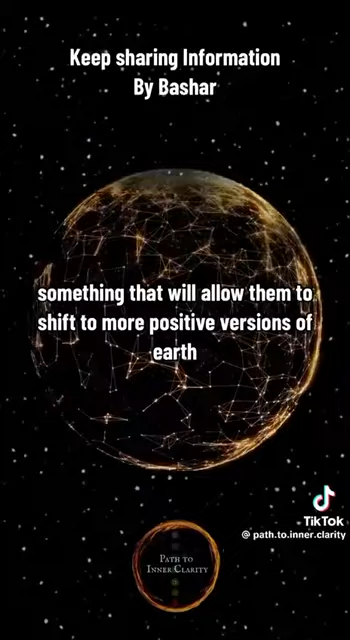 Keep sharing Information
By Bashar
something that will allow them to
shift to more positive versions of
earth
TikTok
@ path.to.inner.clarity
PATH TO
INNER CLARITY